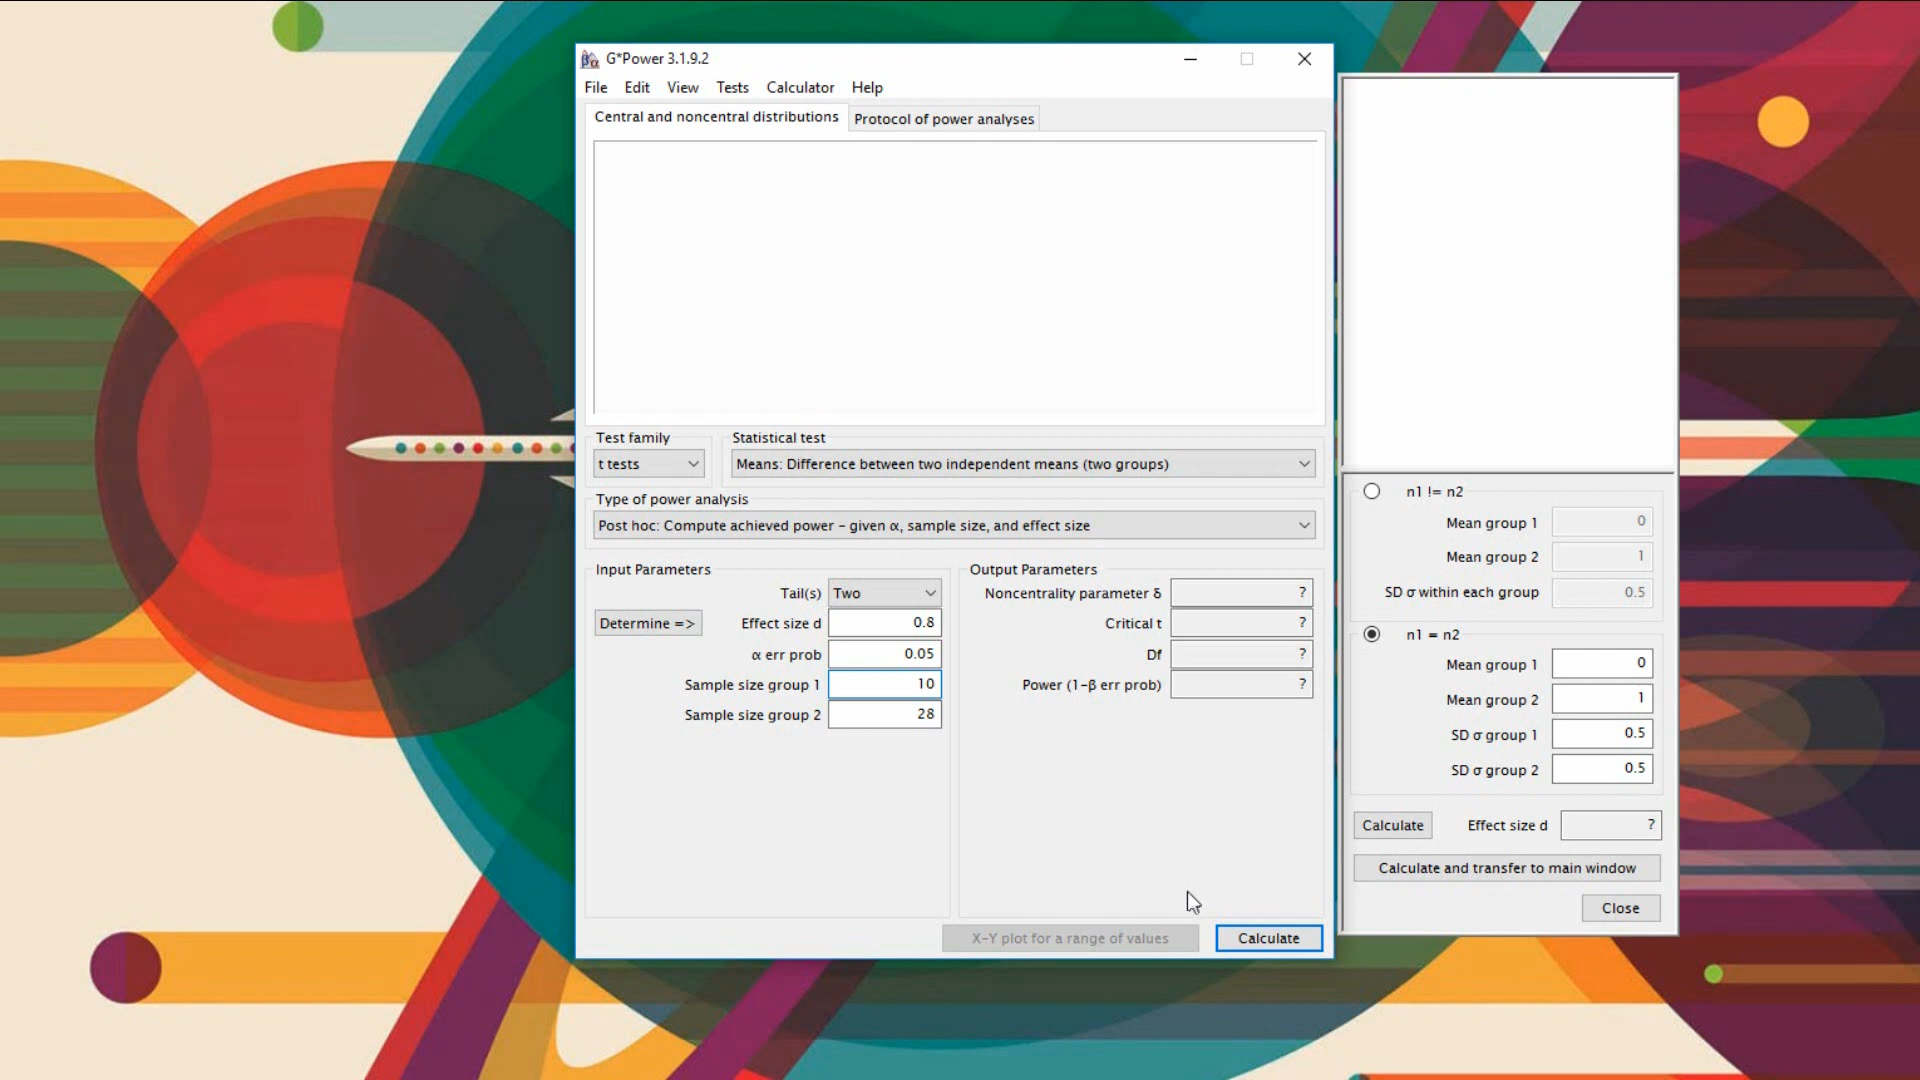 G*Power 3.1.9.2
File Edit View Tests Calculator Help
Central and noncentral distributions Protocol of power analyses
Test family Statistical test
t tests Means: Difference between two independent means (two groups)
Type of power analysis
Post hoc: Compute achieved power – given α, sample size, and effect size
Input Parameters Output Parameters
Tail(s) Two Noncentrality parameter δ ?
Determine => Effect size d 0.8 Critical t ?
α err prob 0.05 Df ?
Sample size group 1 10 Power (1–β err prob) ?
Sample size group 2 28
X–Y plot for a range of values Calculate
n1 != n2
Mean group 1 0
Mean group 2 1
SD σ within each group 0.5
n1 = n2
Mean group 1 0
Mean group 2 1
SD σ group 1 0.5
SD σ group 2 0.5
Calculate Effect size d ?
Calculate and transfer to main window
Close